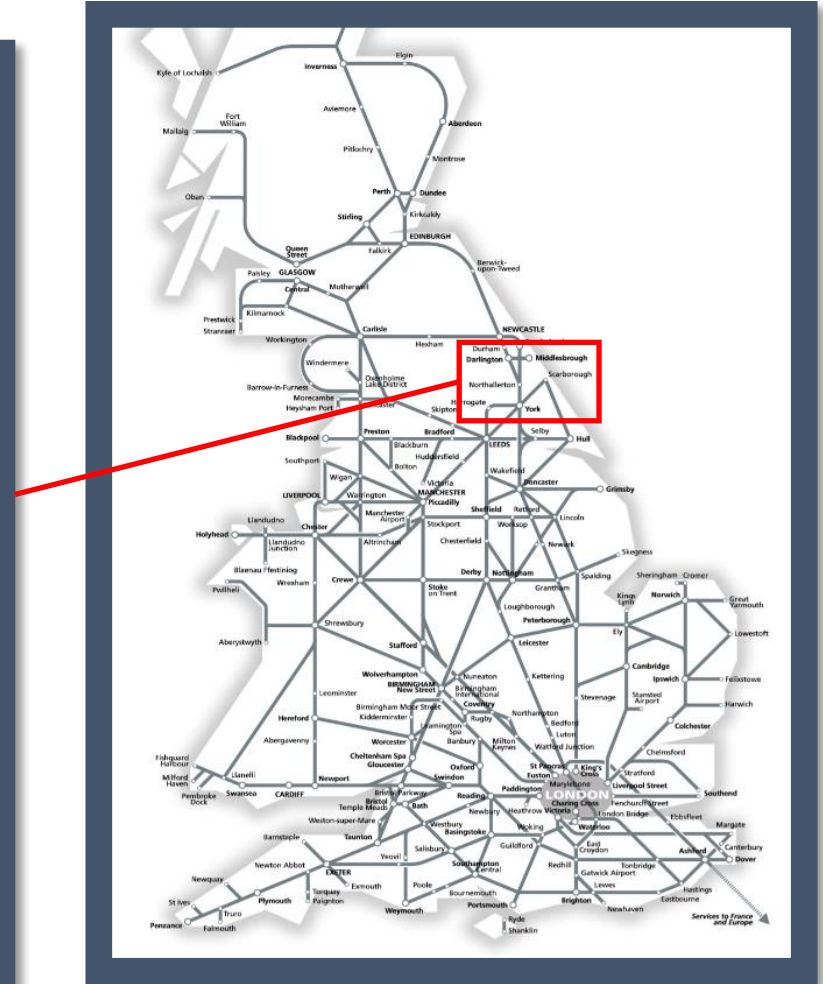 Elgin
Inverness
Kyle of Lochalsh
Aviemore
Fort
William
Mallaig
Aberdeen
Pitlochry
Montrose
Perth
Dundee
Oban
Stirling
Kirkcaldy
EDINBURGH
Queen
Street
Falkirk
Berwick-
upon-Tweed
Paisley
GLASGOW
Central
Motherwell
Prestwick
Kilmarnock
Stranraer
Carlisle
NEWCASTLE
Workington
Hexham
Durham
Darlington
Middlesbrough
Windermere
Scarborough
Oxenholme
Lake District
Northallerton
Barrow-in-Furness
Morecambe
Heysham Port
Skipton
York
Blackpool
Preston
Bradford
Selby
Blackburn
LEEDS
Hull
Southport
Bolton
Huddersfield
Wakefield
Wigan
Victoria
Doncaster
LIVERPOOL
Warrington
MANCHESTER
Piccadilly
Grimsby
Manchester
Airport
Sheffield
Retford
Llandudno
Chester
Stockport
Worksop
Lincoln
Holyhead
Llandudno
Junction
Altrincham
Chesterfield
Newark
Skegness
Blaenau Ffestiniog
Wrexham
Crewe
Stoke
on Trent
Derby
Nottingham
Grantham
Spalding
Sheringham
Cromer
Pwllheli
Kings
Lynn
Norwich
Great
Yarmouth
Loughborough
Shrewsbury
Peterborough
Ely
Lowestoft
Aberystwyth
Stafford
Leicester
Cambridge
Wolverhampton
Nuneaton
Kettering
Ipswich
Felixstowe
BIRMINGHAM
New Street
Birmingham
International
Stevenage
Stansted
Airport
Leominster
Birmingham Moor Street
Coventry
Harwich
Hereford
Kidderminster
Rugby
Northampton
Colchester
Leamington
Spa
Bedford
Abergavenny
Worcester
Banbury
Milton
Keynes
Luton
Watford Junction
Chelmsford
Fishguard
Harbour
Cheltenham Spa
Gloucester
Oxford
St Pancras
Euston
King's
Cross
Stratford
Milford
Haven
Llanelli
Newport
Swindon
Marylebone
Liverpool Street
Pembroke
Dock
Swansea
CARDIFF
Bristol Parkway
Reading
Paddington
LONDON
Southend
Bristol
Temple Meads
Bath
Newbury
Heathrow
Charing Cross
Fenchurch Street
Victoria
London Bridge
Ebbsfleet
Weston-super-Mare
Westbury
Basingstoke
Woking
Waterloo
Margate
Barnstaple
Taunton
Salisbury
Guildford
East
Croydon
Canterbury
Newton Abbot
Yeovil
Ashford
Dover
EXETER
Southampton
Central
Redhill
Tonbridge
Gatwick Airport
Newquay
Torquay
Paignton
Exmouth
Poole
Bournemouth
Lewes
Hastings
Eastbourne
St Ives
Plymouth
Weymouth
Portsmouth
Brighton
Newhaven
Truro
Penzance
Falmouth
Ryde
Shanklin
Services to France
and Europe